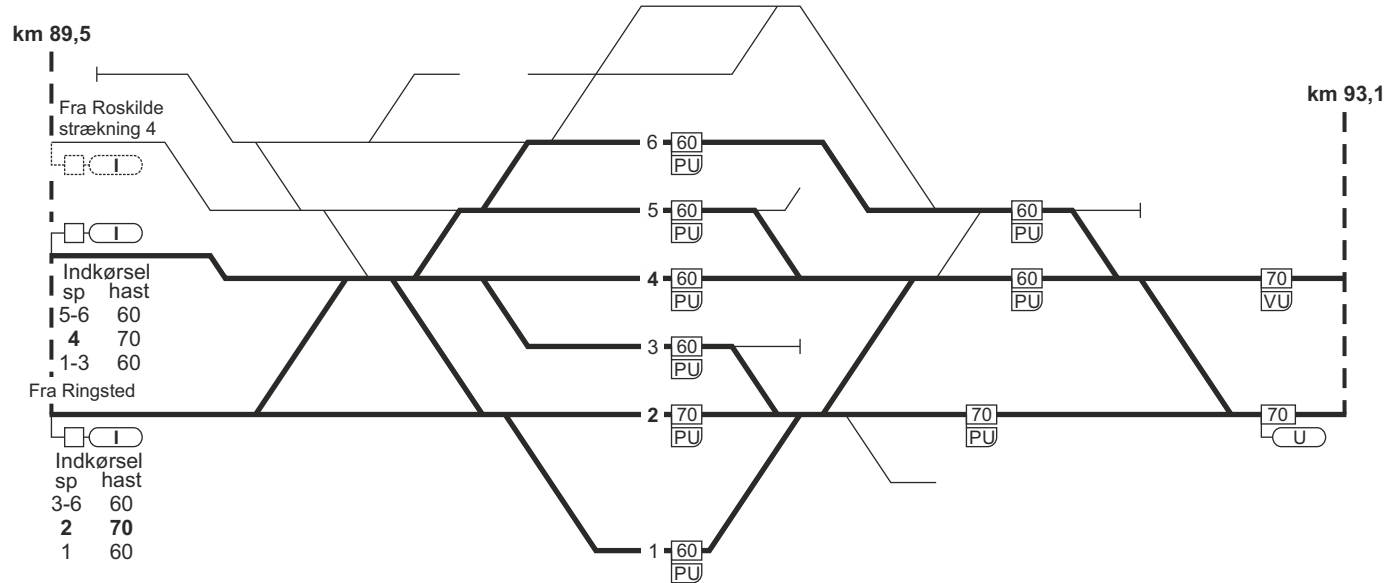 km 89,5
km 93,1
Fra Roskilde
strækning 4
I
6 60
PU
5 60
PU
60
PU
I
Indkørsel
sp hast
5-6 60
4 70
1-3 60
4 60
PU
60
PU
70
VU
3 60
PU
Fra Ringsted
2 70
PU
70
PU
70
U
I
Indkørsel
sp hast
3-6 60
2 70
1 60
1 60
PU